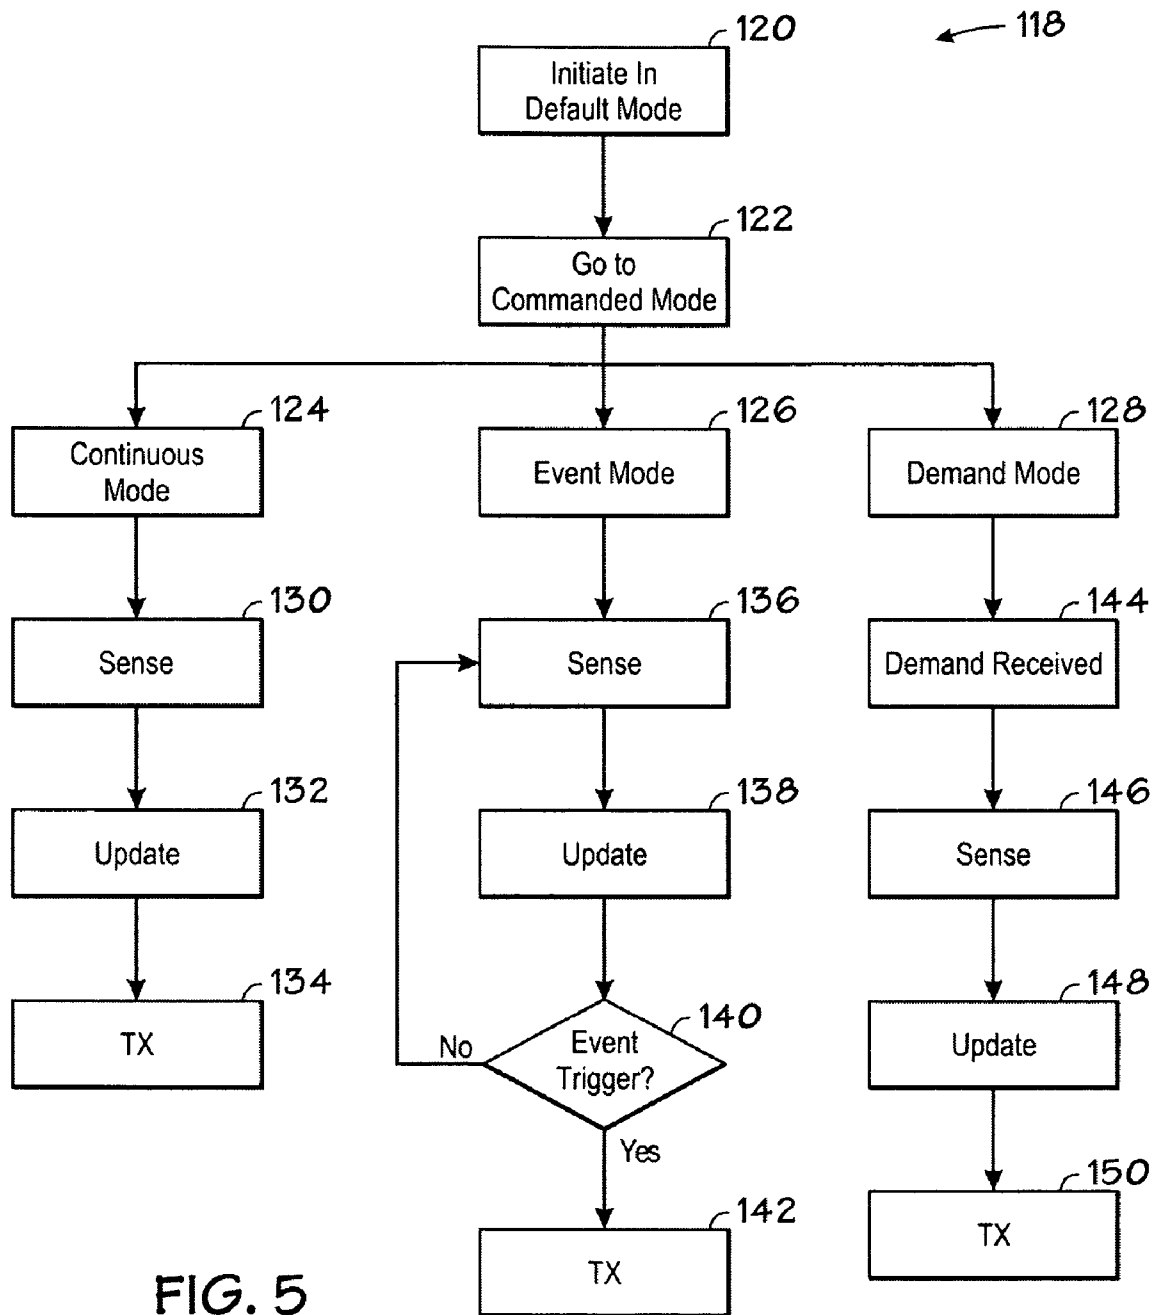 118
120
Initiate In
Default Mode
122
Go to
Commanded Mode
124
Continuous
Mode
126
Event Mode
128
Demand Mode
130
Sense
136
Sense
144
Demand Received
132
Update
138
Update
146
Sense
134
TX
140
Event
Trigger?
No
Yes
148
Update
142
TX
150
TX
FIG. 5